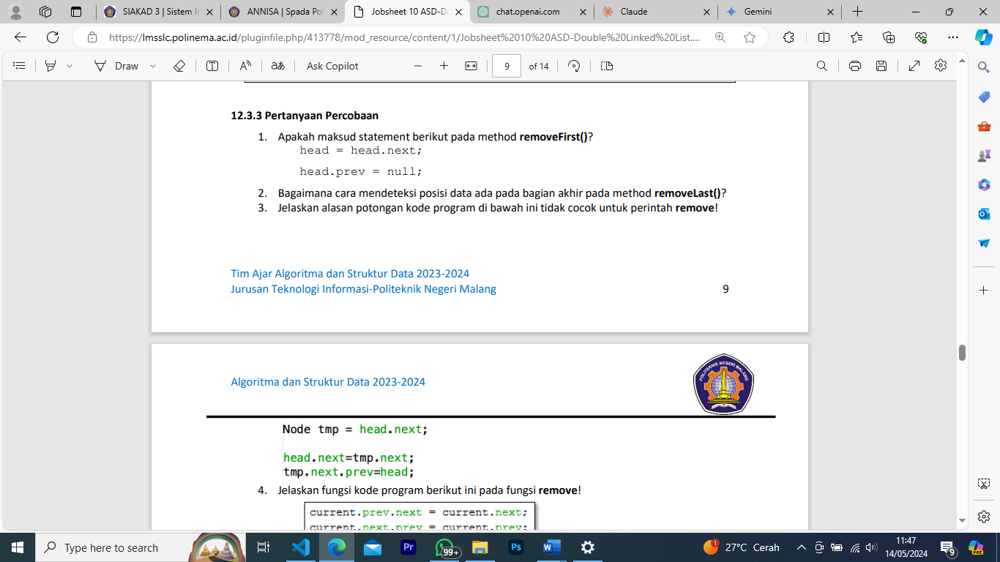 SIAKAD 3 | Sistem In
ANNISA | Spada Pol
Jobsheet 10 ASD-Do
chat.openai.com
Claude
Gemini
https://lmsslc.polinema.ac.id/pluginfile.php/413778/mod_resource/content/1/Jobsheet%2010%20ASD-Double%20Linked%20List....
Draw
Ask Copilot
9
of 14
12.3.3 Pertanyaan Percobaan
1. Apakah maksud statement berikut pada method removeFirst()?
head = head.next;
head.prev = null;
2. Bagaimana cara mendeteksi posisi data ada pada bagian akhir pada method removeLast()?
3. Jelaskan alasan potongan kode program di bawah ini tidak cocok untuk perintah remove!
Tim Ajar Algoritma dan Struktur Data 2023-2024
Jurusan Teknologi Informasi-Politeknik Negeri Malang
9
Algoritma dan Struktur Data 2023-2024
POLITEKNIK NEGERI MALANG
Node tmp = head.next;
head.next=tmp.next;
tmp.next.prev=head;
4. Jelaskan fungsi kode program berikut ini pada fungsi remove!
current.prev.next = current.next;
current.next.prev = current.prev;
Type here to search
99+
27°C Cerah
11:47
14/05/2024
9